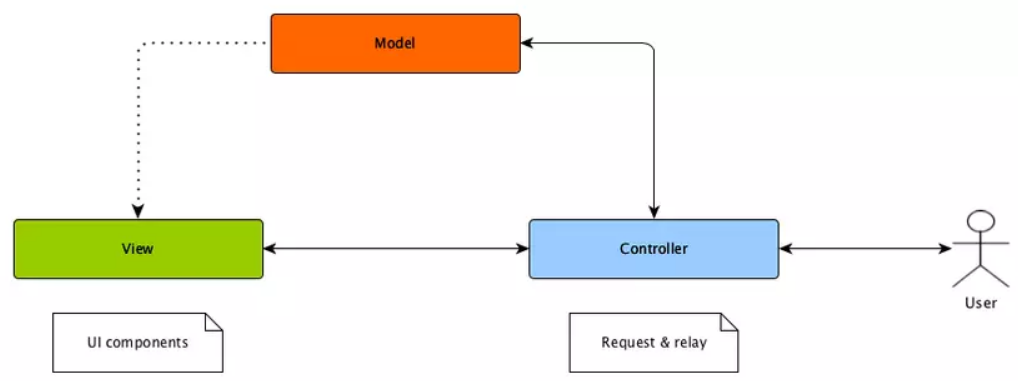 Model
View
Controller
User
UI components
Request & relay